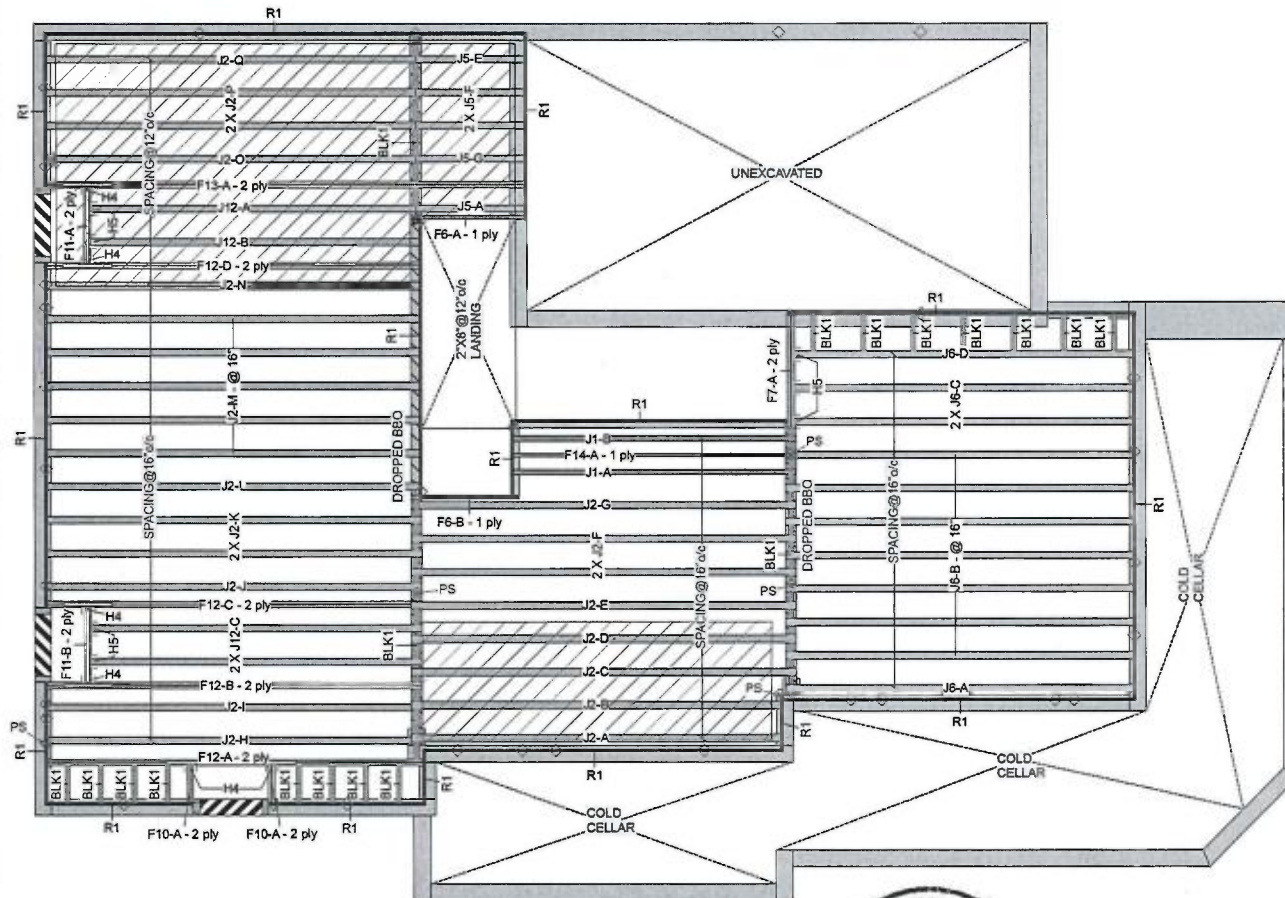 R1
J2-Q
J5-E
R1
2 X J2-P
2 X J5-F
R1
BLK1
SPACING@12"o/c
J2-O
J5-G
UNEXCAVATED
F13-A - 2 ply
H4
F11-A - 2 ply
J12-A
J5-A
H5
F6-A - 1 ply
J12-B
H4
F12-D - 2 ply
J2-N
2"X8"@12"o/c
LANDING
R1
R1
BLK1
BLK1
BLK1
BLK1
BLK1
BLK1
BLK1
J6-D
F7-A - 2 ply
H5
2 X J6-C
J2-M - @ 16"
R1
R1
J1-B
PS
R1
F14-A - 1 ply
J1-A
SPACING@16"o/c
DROPPED BBO
J2-L
J2-G
F6-B - 1 ply
R1
2 X J2-K
2 X J2-F
BLK1
DROPPED BBO
SPACING@16"o/c
J6-B - @ 16"
J2-J
PS
PS
COLD
CELLAR
F12-C - 2 ply
J2-E
H4
F11-B - 2 ply
H5
2 X J12-C
BLK1
J2-D
SPACING@16"o/c
H4
J2-C
F12-B - 2 ply
PS
J6-A
J2-I
J2-B
R1
PS
R1
J2-H
J2-A
R1
F12-A - 2 ply
R1
COLD
CELLAR
BLK1
BLK1
BLK1
BLK1
H4
BLK1
BLK1
BLK1
BLK1
R1
COLD
CELLAR
R1
F10-A - 2 ply
F10-A - 2 ply
R1